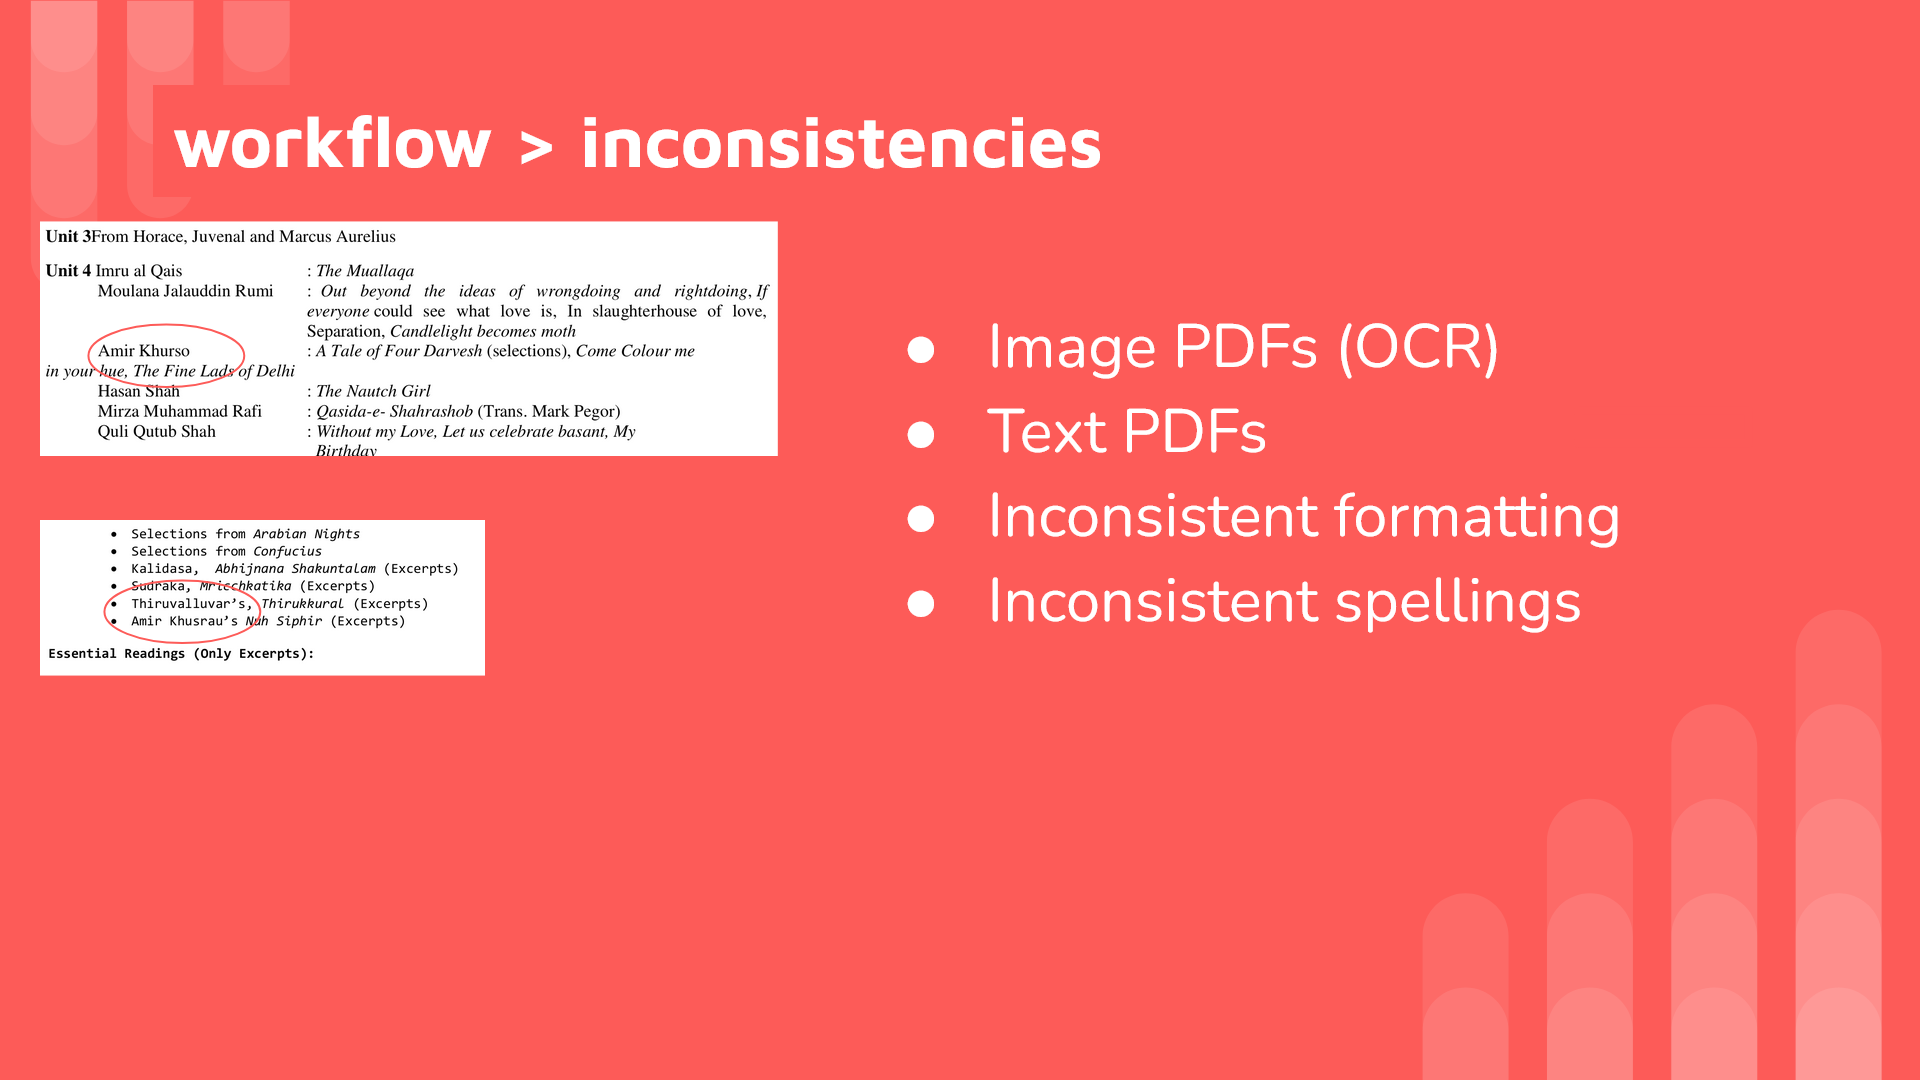 workflow > inconsistencies
Unit 3From Horace, Juvenal and Marcus Aurelius
Unit 4 Imru al Qais : The Muallaqa
Moulana Jalauddin Rumi : Out beyond the ideas of wrongdoing and rightdoing, If
everyone could see what love is, In slaughterhouse of love,
Separation, Candlelight becomes moth
Amir Khurso : A Tale of Four Darvesh (selections), Come Colour me
in your hue, The Fine Lads of Delhi
Hasan Shah : The Nautch Girl
Mirza Muhammad Rafi : Qasida-e- Shahrashob (Trans. Mark Pegor)
Quli Qutub Shah : Without my Love, Let us celebrate basant, My
Birthday
• Selections from Arabian Nights
• Selections from Confucius
• Kalidasa, Abhijnana Shakuntalam (Excerpts)
• Sudraka, Mricchkatika (Excerpts)
• Thiruvalluvar's, Thirukkural (Excerpts)
• Amir Khusrau's Nuh Siphir (Excerpts)
Essential Readings (Only Excerpts):
● Image PDFs (OCR)
● Text PDFs
● Inconsistent formatting
● Inconsistent spellings